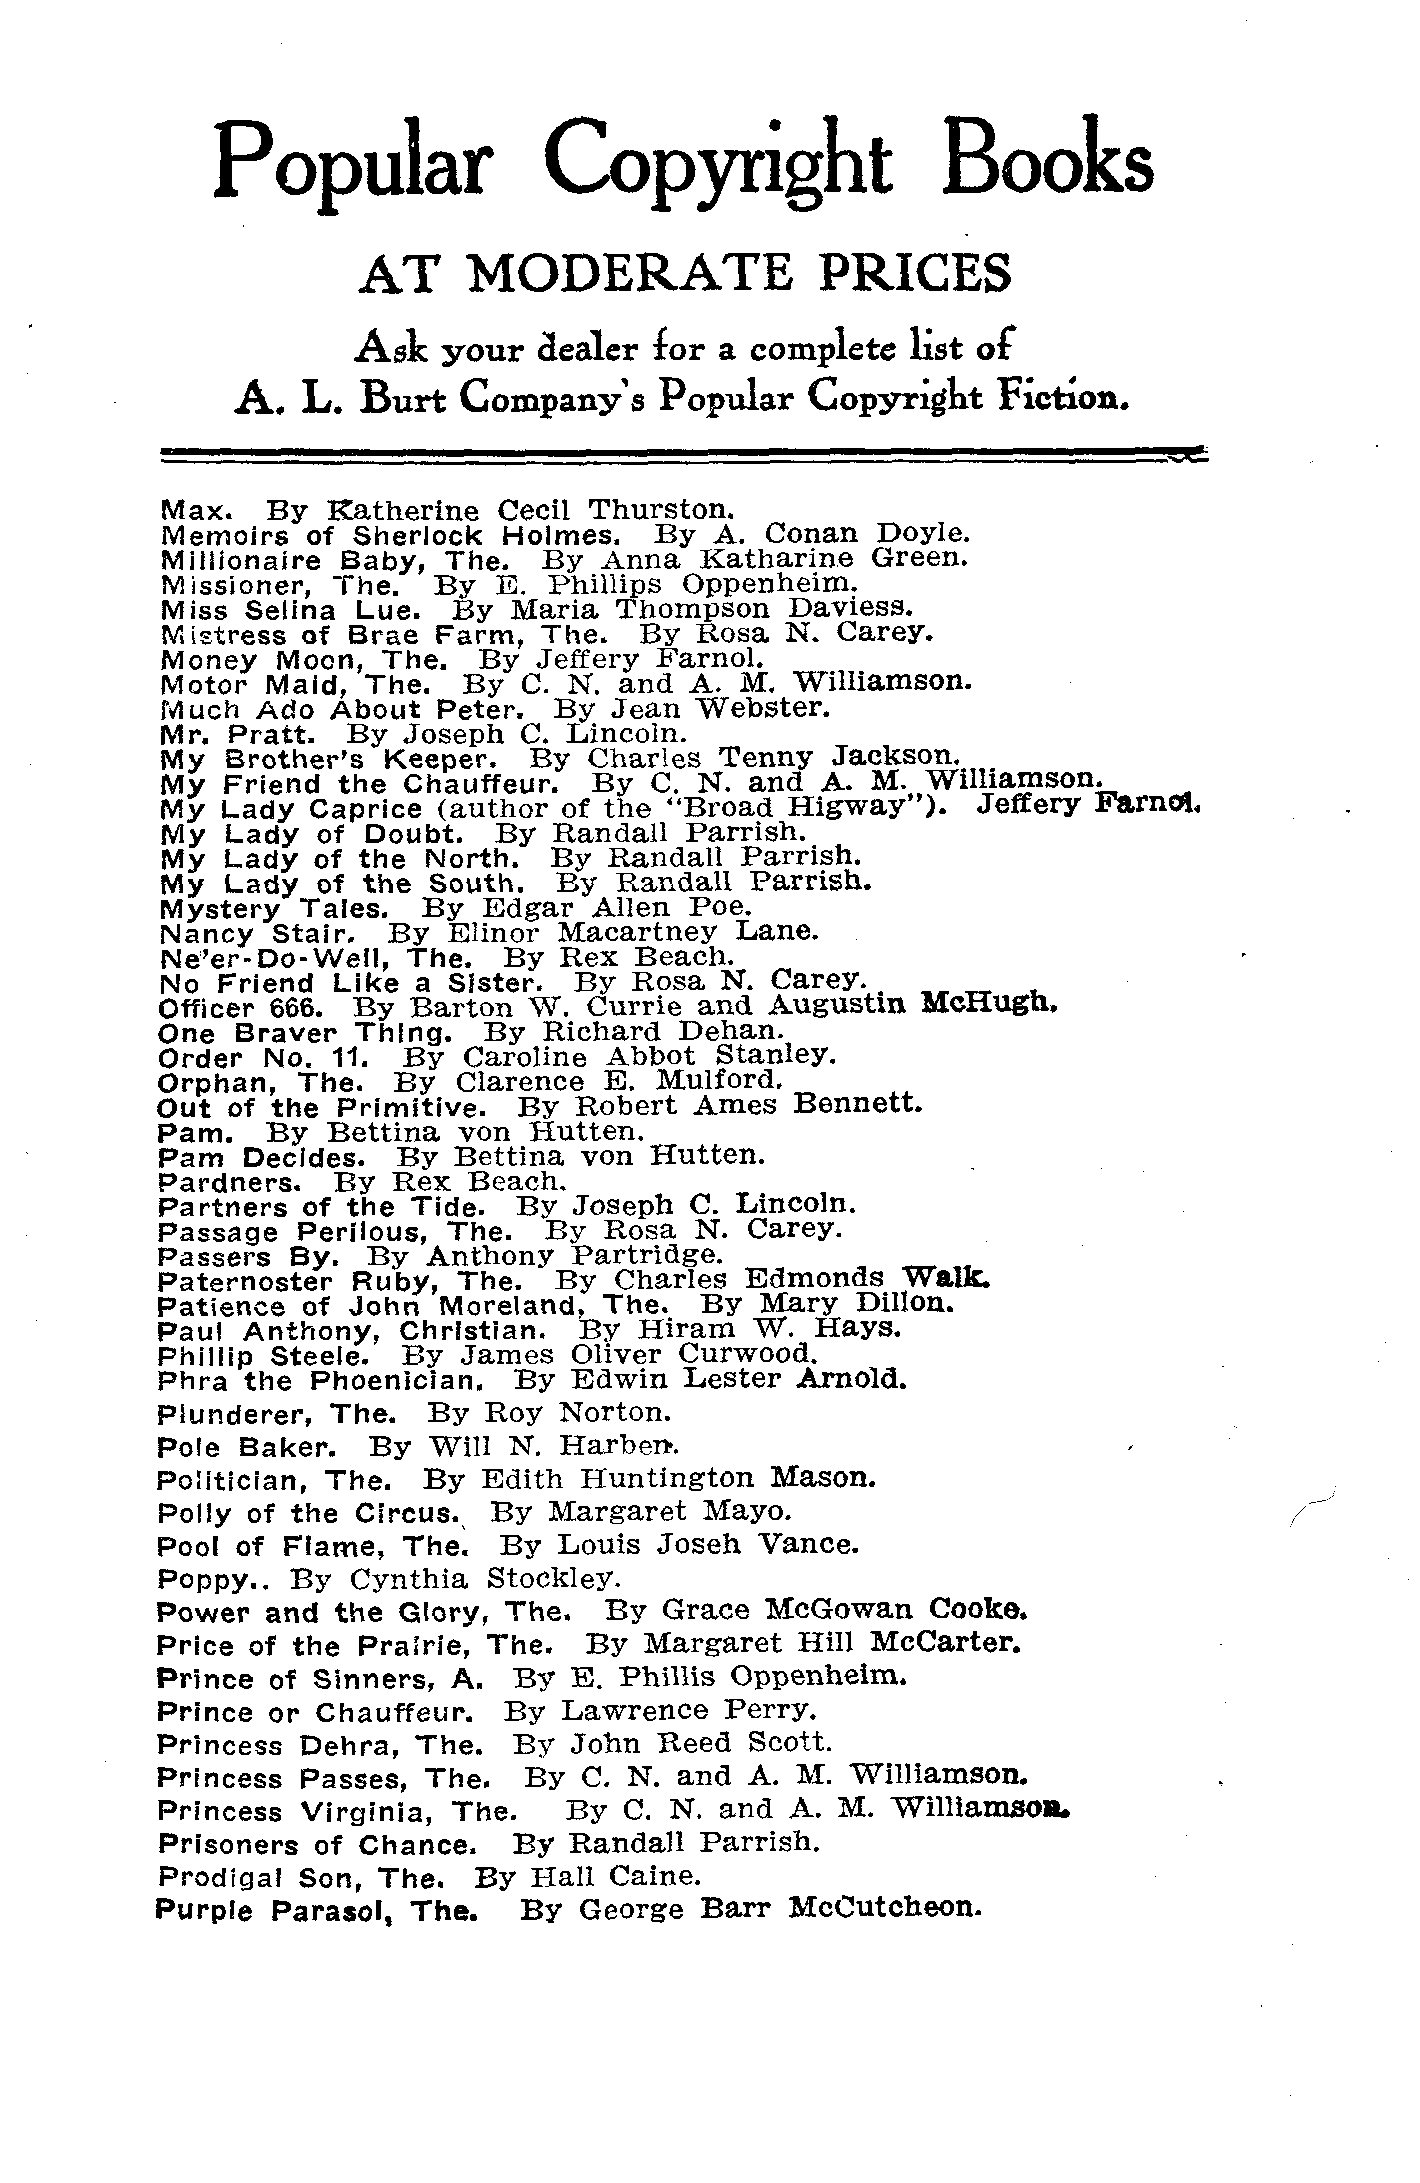 Popular Copyright Books
AT MODERATE PRICES
Ask your dealer for a complete list of
A. L. Burt Company's Popular Copyright Fiction.
Max. By Katherine Cecil Thurston.
Memoirs of Sherlock Holmes. By A. Conan Doyle.
Millionaire Baby, The. By Anna Katharine Green.
Missioner, The. By E. Phillips Oppenheim.
Miss Selina Lue. By Maria Thompson Daviess.
Mistress of Brae Farm, The. By Rosa N. Carey.
Money Moon, The. By Jeffery Farnol.
Motor Maid, The. By C. N. and A. M. Williamson.
Much Ado About Peter. By Jean Webster.
Mr. Pratt. By Joseph C. Lincoln.
My Brother's Keeper. By Charles Tenny Jackson.
My Friend the Chauffeur. By C. N. and A. M. Williamson.
My Lady Caprice (author of the "Broad Higway"). Jeffery Farnol.
My Lady of Doubt. By Randall Parrish.
My Lady of the North. By Randall Parrish.
My Lady of the South. By Randall Parrish.
Mystery Tales. By Edgar Allen Poe.
Nancy Stair. By Elinor Macartney Lane.
Ne'er-Do-Well, The. By Rex Beach.
No Friend Like a Sister. By Rosa N. Carey.
Officer 666. By Barton W. Currie and Augustin McHugh.
One Braver Thing. By Richard Dehan.
Order No. 11. By Caroline Abbot Stanley.
Orphan, The. By Clarence E. Mulford.
Out of the Primitive. By Robert Ames Bennett.
Pam. By Bettina von Hutten.
Pam Decides. By Bettina von Hutten.
Pardners. By Rex Beach.
Partners of the Tide. By Joseph C. Lincoln.
Passage Perilous, The. By Rosa N. Carey.
Passers By. By Anthony Partridge.
Paternoster Ruby, The. By Charles Edmonds Walk.
Patience of John Moreland, The. By Mary Dillon.
Paul Anthony, Christian. By Hiram W. Hays.
Phillip Steele. By James Oliver Curwood.
Phra the Phoenician. By Edwin Lester Arnold.
Plunderer, The. By Roy Norton.
Pole Baker. By Will N. Harben.
Politician, The. By Edith Huntington Mason.
Polly of the Circus. By Margaret Mayo.
Pool of Flame, The. By Louis Joseh Vance.
Poppy.. By Cynthia Stockley.
Power and the Glory, The. By Grace McGowan Cooke.
Price of the Prairie, The. By Margaret Hill McCarter.
Prince of Sinners, A. By E. Phillis Oppenheim.
Prince or Chauffeur. By Lawrence Perry.
Princess Dehra, The. By John Reed Scott.
Princess Passes, The. By C. N. and A. M. Williamson.
Princess Virginia, The. By C. N. and A. M. Williamson.
Prisoners of Chance. By Randall Parrish.
Prodigal Son, The. By Hall Caine.
Purple Parasol, The. By George Barr McCutcheon.